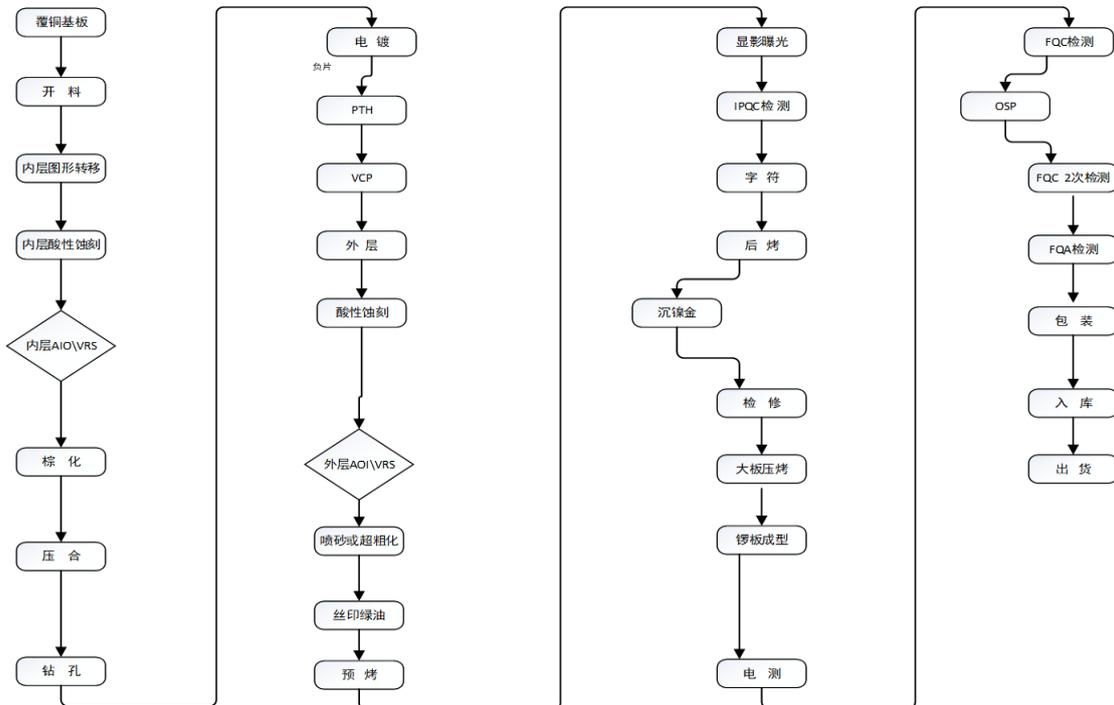 覆铜基板
开 料
内层图形转移
内层酸性蚀刻
内层AIO\VRS
棕 化
压 合
钻 孔
电 镀
负片
PTH
VCP
外 层
酸性蚀刻
外层AOI\VRS
喷砂或超粗化
丝印绿油
预 烤
显影曝光
IPQC检 测
字 符
后 烤
沉镍金
检 修
大板压烤
锣板成型
电 测
FQC检测
OSP
FQC 2次检测
FQA检测
包 装
入 库
出 货